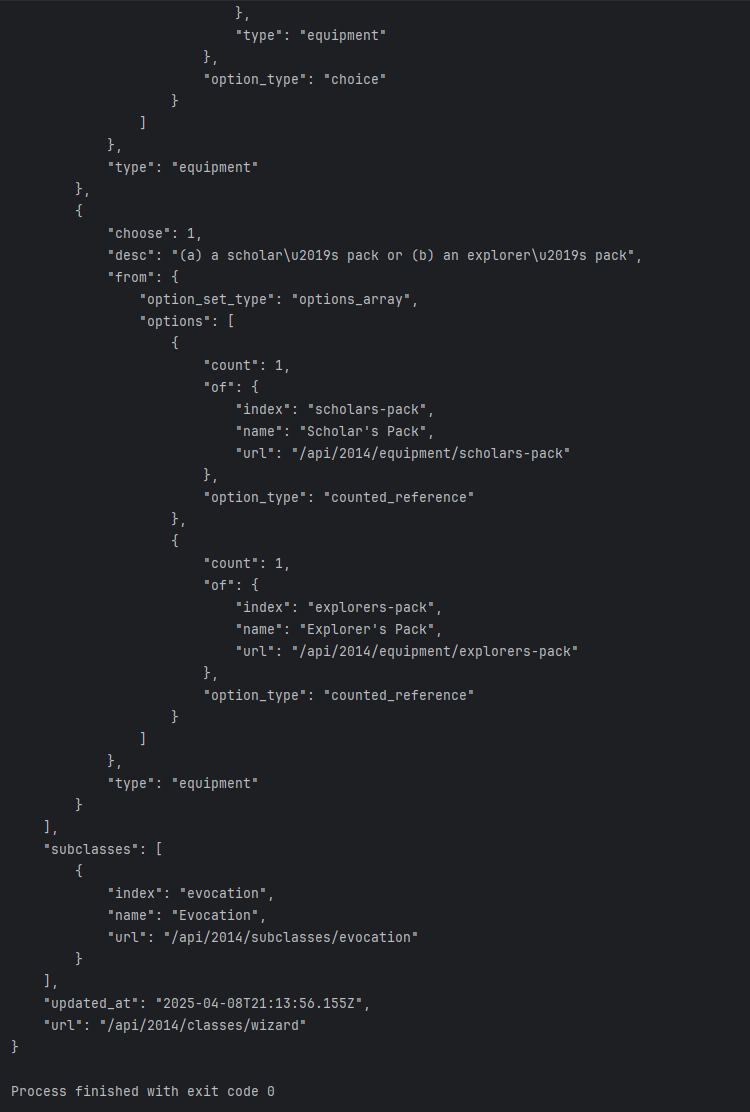 },
                            "type": "equipment"
                        },
                        "option_type": "choice"
                    }
                ]
            },
            "type": "equipment"
        },
        {
            "choose": 1,
            "desc": "(a) a scholar\u2019s pack or (b) an explorer\u2019s pack",
            "from": {
                "option_set_type": "options_array",
                "options": [
                    {
                        "count": 1,
                        "of": {
                            "index": "scholars-pack",
                            "name": "Scholar's Pack",
                            "url": "/api/2014/equipment/scholars-pack"
                        },
                        "option_type": "counted_reference"
                    },
                    {
                        "count": 1,
                        "of": {
                            "index": "explorers-pack",
                            "name": "Explorer's Pack",
                            "url": "/api/2014/equipment/explorers-pack"
                        },
                        "option_type": "counted_reference"
                    }
                ]
            },
            "type": "equipment"
        }
    ],
    "subclasses": [
        {
            "index": "evocation",
            "name": "Evocation",
            "url": "/api/2014/subclasses/evocation"
        }
    ],
    "updated_at": "2025-04-08T21:13:56.155Z",
    "url": "/api/2014/classes/wizard"
}

Process finished with exit code 0